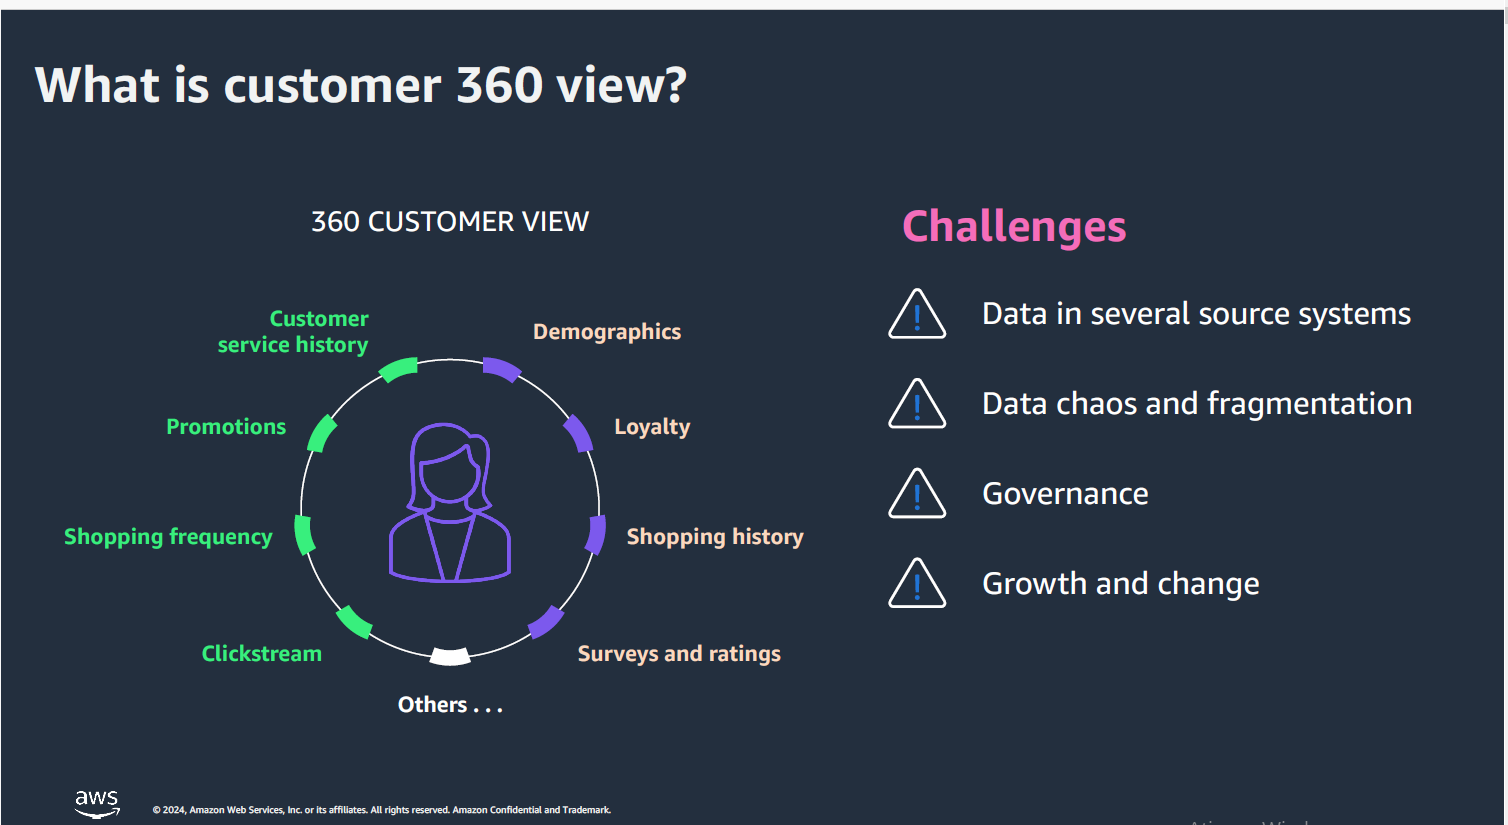 What is customer 360 view?
360 CUSTOMER VIEW
Customer
service history
Demographics
Promotions
Loyalty
Shopping frequency
Shopping history
Clickstream
Surveys and ratings
Others . . .
Challenges
Data in several source systems
Data chaos and fragmentation
Governance
Growth and change
aws
© 2024, Amazon Web Services, Inc. or its affiliates. All rights reserved. Amazon Confidential and Trademark.